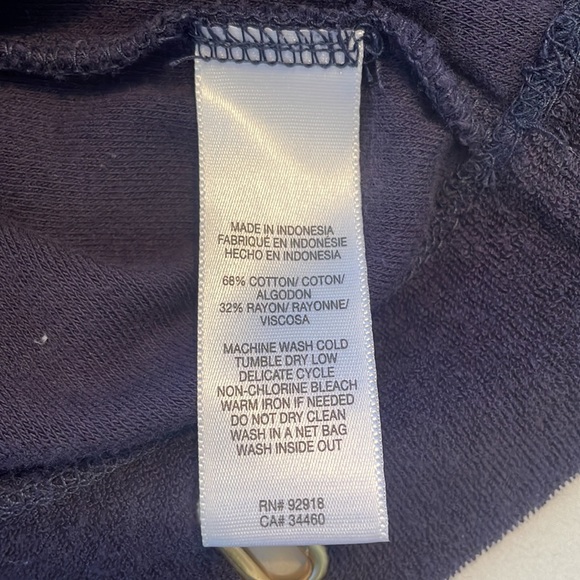 MADE IN INDONESIA
FABRIQUÉ EN INDONÉSIE
HECHO EN INDONESIA
68% COTTON/ COTON/
ALGODON
32% RAYON/ RAYONNE/
VISCOSA
MACHINE WASH COLD
TUMBLE DRY LOW
DELICATE CYCLE
NON-CHLORINE BLEACH
WARM IRON IF NEEDED
DO NOT DRY CLEAN
WASH IN A NET BAG
WASH INSIDE OUT
RN# 92918
CA# 34460